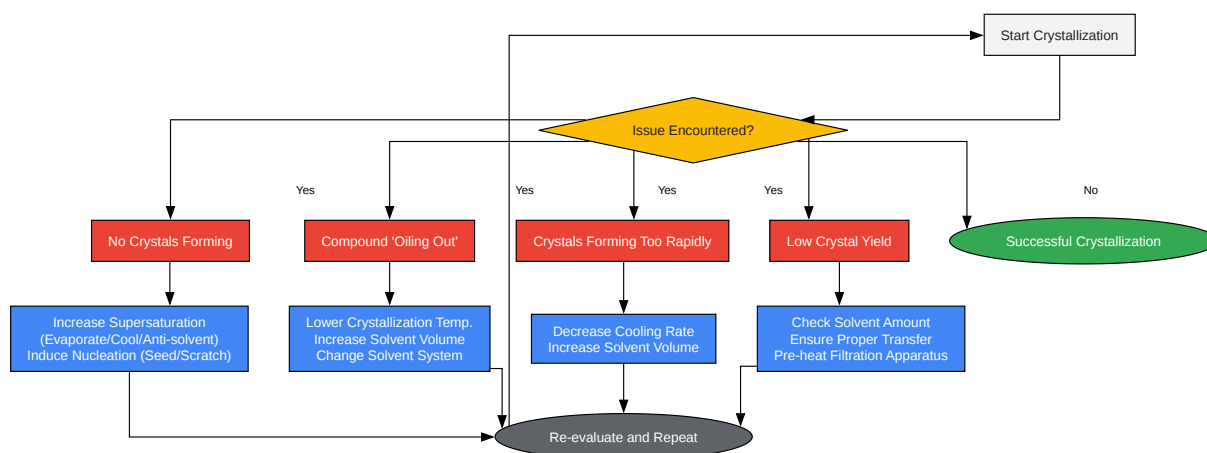 Start Crystallization
Issue Encountered?
Yes
Yes
Yes
Yes
No
No Crystals Forming
Compound 'Oiling Out'
Crystals Forming Too Rapidly
Low Crystal Yield
Successful Crystallization
Increase Supersaturation
(Evaporate/Cool/Anti-solvent)
Induce Nucleation (Seed/Scratch)
Lower Crystallization Temp.
Increase Solvent Volume
Change Solvent System
Decrease Cooling Rate
Increase Solvent Volume
Check Solvent Amount
Ensure Proper Transfer
Pre-heat Filtration Apparatus
Re-evaluate and Repeat